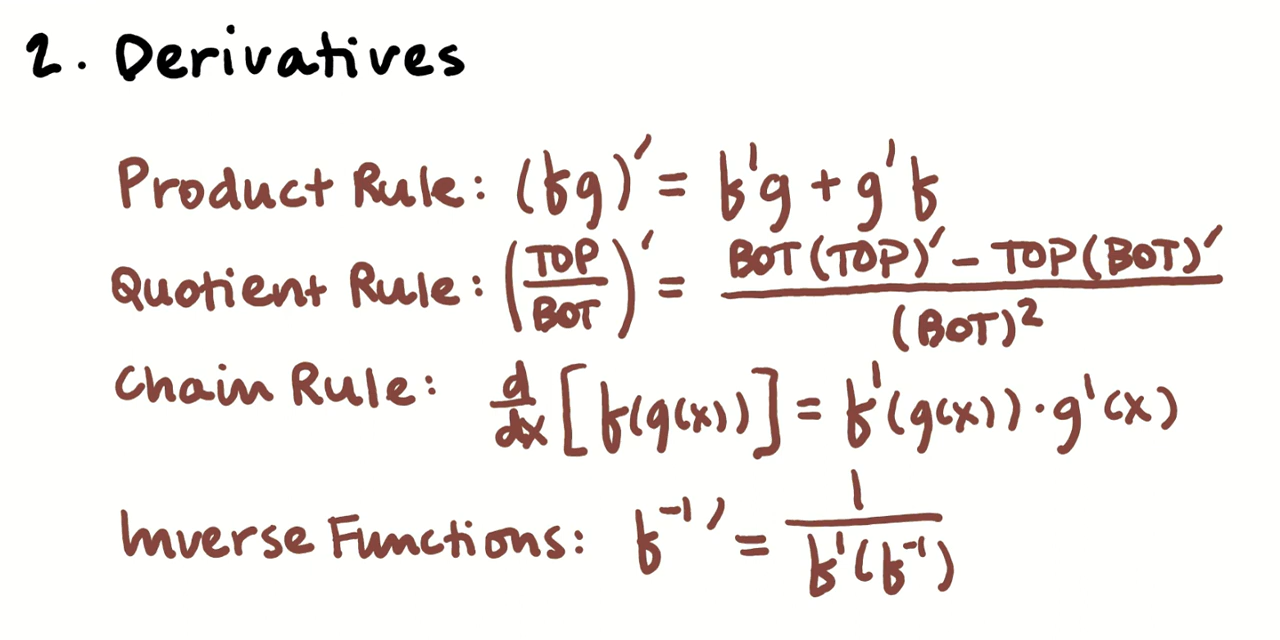 2. Derivatives
Product Rule: (fg)' = f'g + g'f
Quotient Rule: (TOP/BOT)' = (BOT(TOP)' - TOP(BOT)')/(BOT)²
Chain Rule: d/dx [f(g(x))] = f'(g(x)) · g'(x)
Inverse Functions: f⁻¹' = 1/f'(f⁻¹)